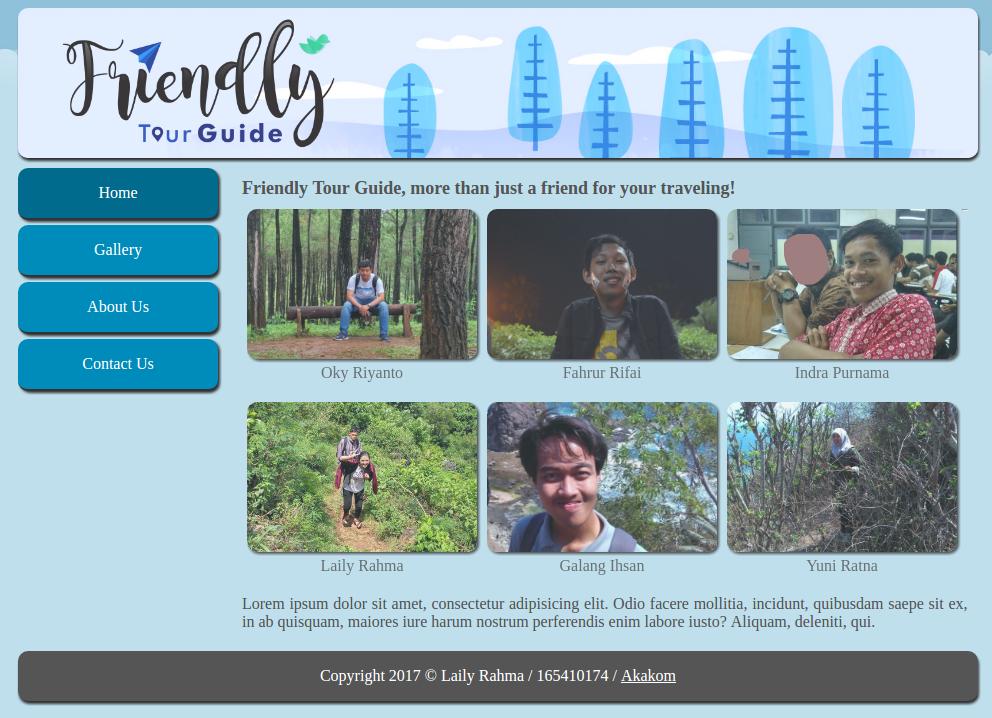 Friendly
Tour Guide
Home
Gallery
About Us
Contact Us
Friendly Tour Guide, more than just a friend for your traveling!
Oky Riyanto
Fahrur Rifai
Indra Purnama
Laily Rahma
Galang Ihsan
Yuni Ratna
Lorem ipsum dolor sit amet, consectetur adipisicing elit. Odio facere mollitia, incidunt, quibusdam saepe sit ex,
in ab quisquam, maiores iure harum nostrum perferendis enim labore iusto? Aliquam, deleniti, qui.
Copyright 2017 © Laily Rahma / 165410174 / Akakom